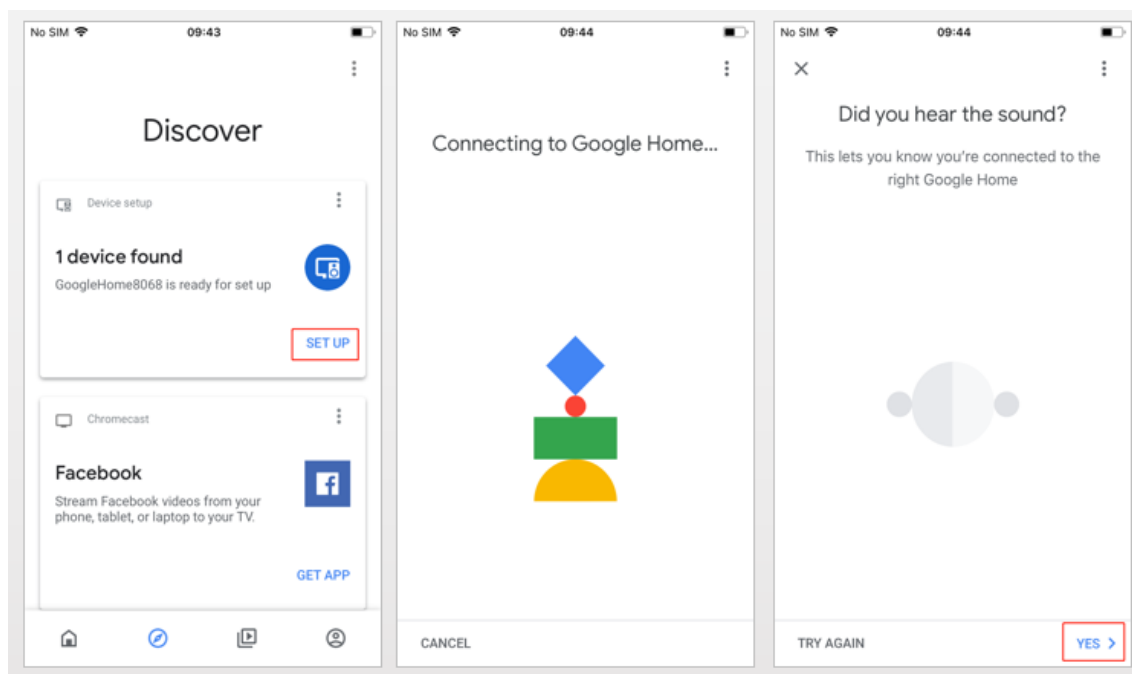 No SIM 09:43
Discover
Device setup
1 device found
GoogleHome8068 is ready for set up
SET UP
Chromecast
Facebook
Stream Facebook videos from your
phone, tablet, or laptop to your TV.
GET APP
No SIM 09:44
Connecting to Google Home...
CANCEL
No SIM 09:44
Did you hear the sound?
This lets you know you're connected to the
right Google Home
TRY AGAIN YES